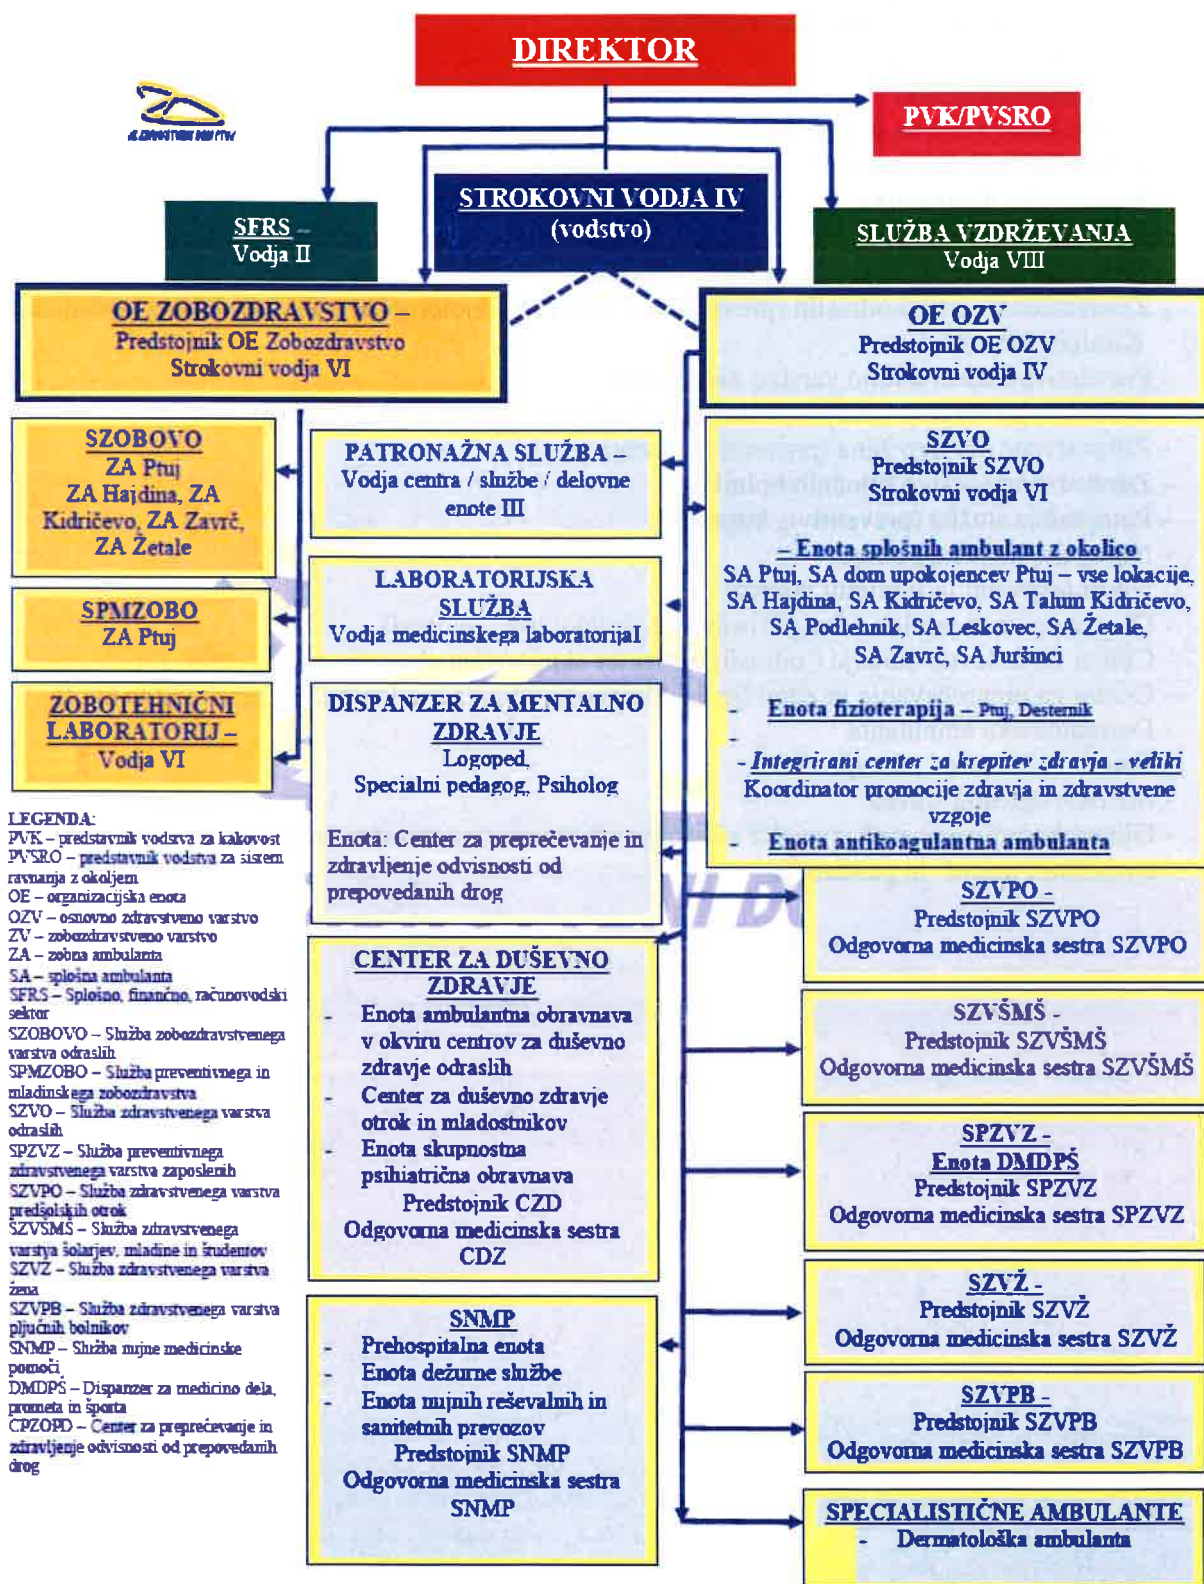 DIREKTOR
PVK/PVSRO
STROKOVNI VODJA IV
(vodstvo)
SFRS –
Vodja II
SLUŽBA VZDRŽEVANJA
Vodja VIII
OE ZOBOZDRAVSTVO –
Predstojnik OE Zobozdravstvo
Strokovni vodja VI
OE OZV
Predstojnik OE OZV
Strokovni vodja IV
SZOBOVO
ZA Ptuj
ZA Hajdina, ZA
Kidričevo, ZA Zavrč,
ZA Žetale
SPMZOBO
ZA Ptuj
ZOBOTEHNIČNI
LABORATORIJ –
Vodja VI
LEGENDA:
PVK – predstavnik vodsrva za kakovost
PVSRO – predstavnik vodstva za sistem
ravnanja z okoljem
OE – organizacijska enota
OZV – osnovno zdravstveno varstvo
ZV – zobozdravstveno varstvo
ZA – zobna ambulanta
SA – splošna ambulanta
SFRS – Splošno, finančno, računovodski
sektor
SZOBOVO – Služba zobozdravstvenega
varstva odraslih
SPMZOBO – Služba preventivnega in
mladinskega zobozdravstva
SZVO – Služba zdravstvenega varstva
odraslih
SPZVZ – Služba preventivnega
zdravstvenega varstva zaposlenih
SZVPO – Služba zdravstvenega varstva
predšolskih otrok
SZVŠMŠ – Služba zdravstvenega
varstva šolarjev, mladine in študentov
SZVŽ – Služba zdravstvenega varstva
žena
SZVPB – Služba zdravstvenega varstva
pljučnih bolnikov
SNMP – Služba nujne medicinske
pomoči
DMDPŠ – Dispanzer za medicino dela,
prometa in športa
CPZOPD – Center za preprečevanje in
zdravljenje odvisnosti od prepovedanih
drog
PATRONAŽNA SLUŽBA –
Vodja centra / službe / delovne
enote III
LABORATORIJSKA
SLUŽBA
Vodja medicinskega laboratorijaI
DISPANZER ZA MENTALNO
ZDRAVJE
Logoped,
Specialni pedagog, Psiholog
Enota: Center za preprečevanje in
zdravljenje odvisnosti od
prepovedanih drog
CENTER ZA DUŠEVNO
ZDRAVJE
- Enota ambulantna obravnava
v okviru centrov za duševno
zdravje odraslih
- Center za duševno zdravje
otrok in mladostnikov
- Enota skupnostna
psihiatrična obravnava
Predstojnik CZD
Odgovorna medicinska sestra
CDZ
SNMP
- Prehospitalna enota
- Enota dežurne službe
- Enota nujnih reševalnih in
sanitetnih prevozov
Predstojnik SNMP
Odgovorna medicinska sestra
SNMP
SZVO
Predstojnik SZVO
Strokovni vodja VI
– Enota splošnih ambulant z okolico
SA Ptuj, SA dom upokojencev Ptuj – vse lokacije,
SA Hajdina, SA Kidričevo, SA Talum Kidričevo,
SA Podlehnik, SA Leskovec, SA Žetale,
SA Zavrč, SA Juršinci
- Enota fizioterapija – Ptuj, Desternik
-
- Integrirani center za krepitev zdravja - veliki
Koordinator promocije zdravja in zdravstvene
vzgoje
- Enota antikoagulantna ambulanta
SZVPO -
Predstojnik SZVPO
Odgovorna medicinska sestra SZVPO
SZVŠMŠ -
Predstojnik SZVŠMŠ
Odgovorna medicinska sestra SZVŠMŠ
SPZVZ -
Enota DMDPŠ
Predstojnik SPZVZ
Odgovorna medicinska sestra SPZVZ
SZVŽ -
Predstojnik SZVŽ
Odgovorna medicinska sestra SZVŽ
SZVPB -
Predstojnik SZVPB
Odgovorna medicinska sestra SZVPB
SPECIALISTIČNE AMBULANTE
- Dermatološka ambulanta